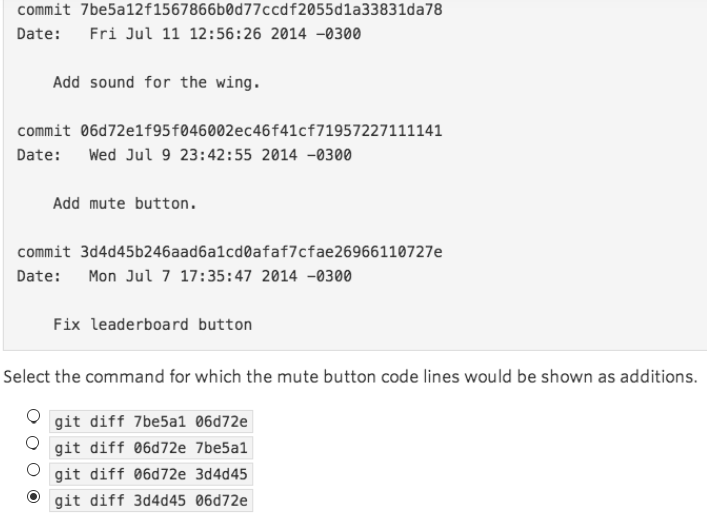 commit 7be5a12f1567866b0d77ccdf2055d1a33831da78
Date:   Fri Jul 11 12:56:26 2014 -0300
Add sound for the wing.
commit 06d72e1f95f046002ec46f41cf71957227111141
Date:   Wed Jul 9 23:42:55 2014 -0300
Add mute button.
commit 3d4d45b246aad6a1cd0afaf7cfae26966110727e
Date:   Mon Jul 7 17:35:47 2014 -0300
Fix leaderboard button
Select the command for which the mute button code lines would be shown as additions.
git diff 7be5a1 06d72e
git diff 06d72e 7be5a1
git diff 06d72e 3d4d45
git diff 3d4d45 06d72e